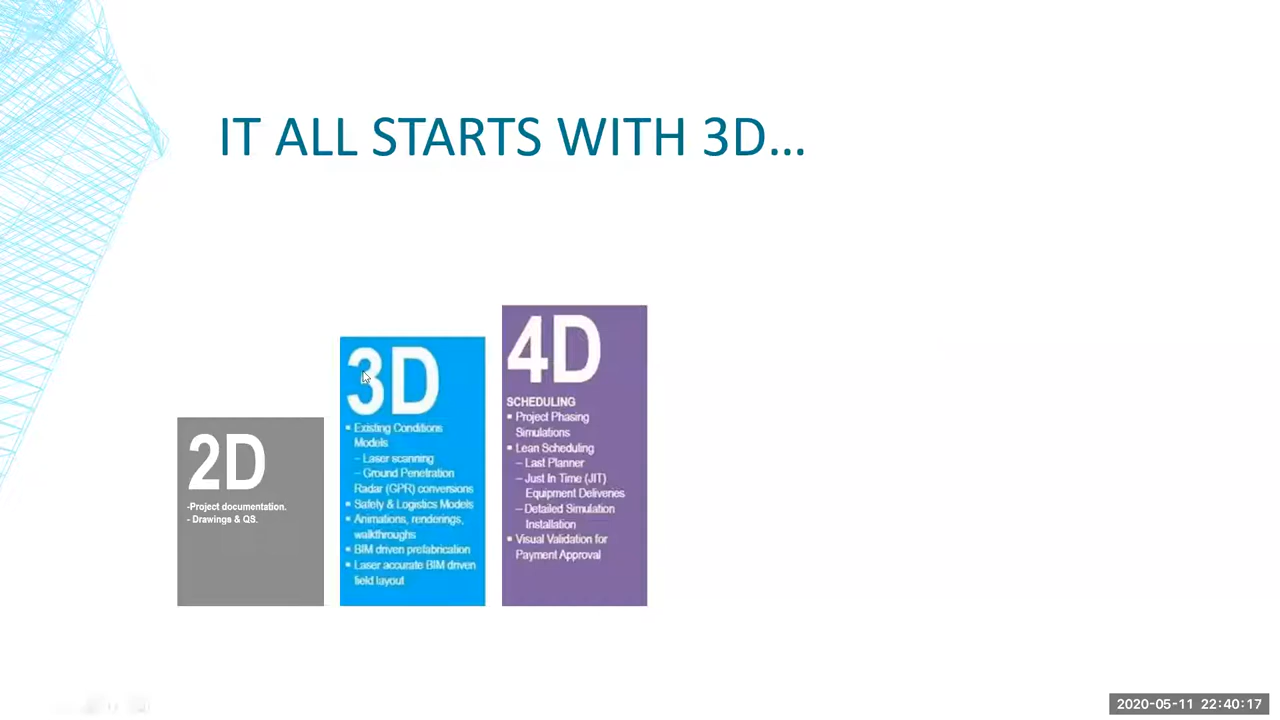 IT ALL STARTS WITH 3D...
2D
-Project documentation.
- Drawings & QS.
3D
▪ Existing Conditions
Models
– Laser scanning
– Ground Penetration
Radar (GPR) conversions
▪ Safety & Logistics Models
▪ Animations, renderings,
walkthroughs
▪ BIM driven prefabrication
▪ Laser accurate BIM driven
field layout
4D
SCHEDULING
▪ Project Phasing
Simulations
▪ Lean Scheduling
– Last Planner
– Just In Time (JIT)
Equipment Deliveries
– Detailed Simulation
Installation
▪ Visual Validation for
Payment Approval
2020-05-11 22:40:17